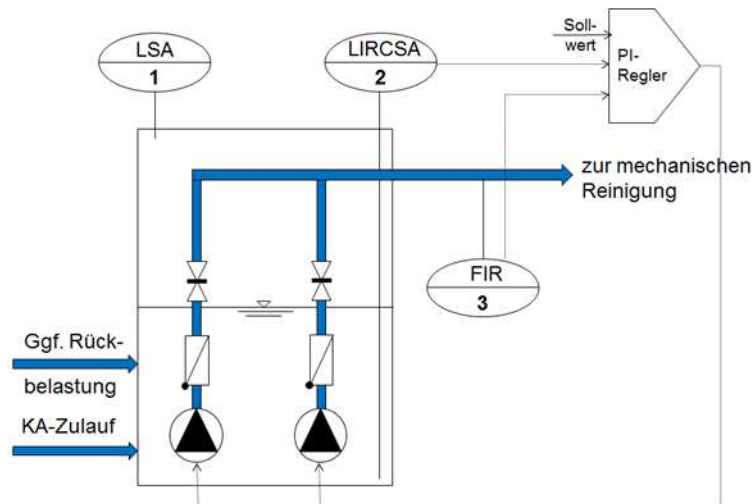 LSA
1
LIRCSA
2
Soll-
wert
PI-
Regler
zur mechanischen
Reinigung
FIR
3
Ggf. Rück-
belastung
KA-Zulauf